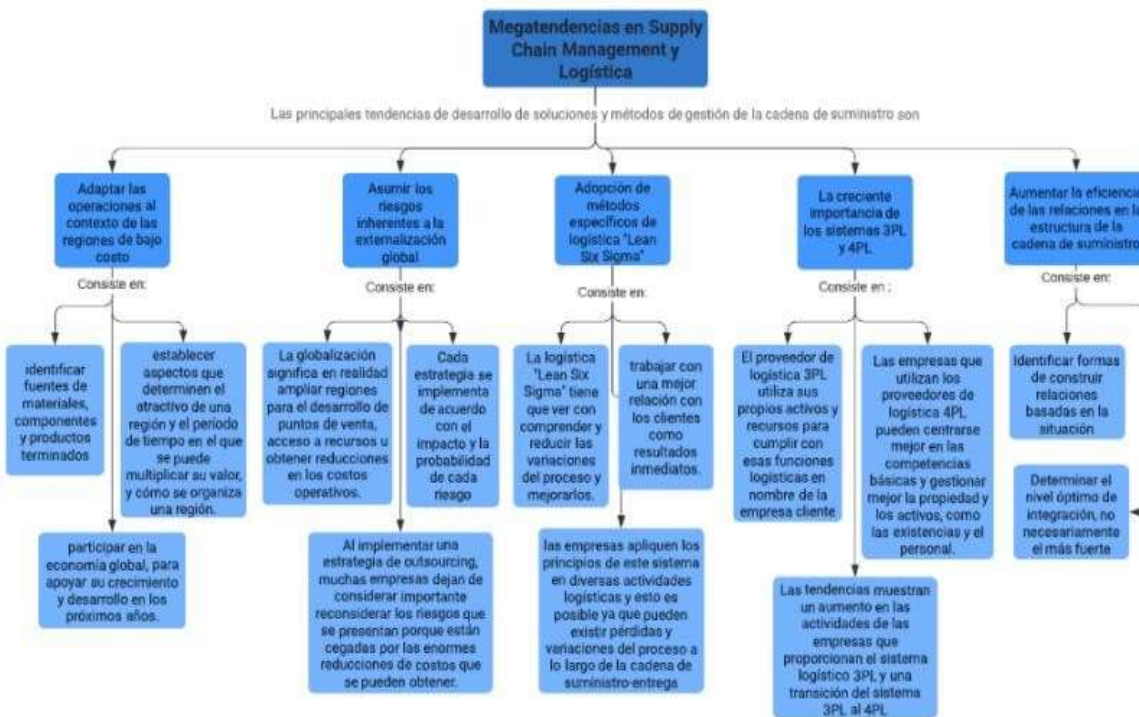 Megatendencias en Supply
Chain Management y
Logística
Las principales tendencias de desarrollo de soluciones y métodos de gestión de la cadena de suministro son
Adaptar las
operaciones al
contexto de las
regiones de bajo
costo
Consiste en:
identificar
fuentes de
materiales,
componentes
y productos
terminados
establecer
aspectos que
determinen el
atractivo de una
región y el período
de tiempo en el que
se puede
multiplicar su valor,
y cómo se organiza
una región.
participar en la
economía global, para
apoyar su crecimiento
y desarrollo en los
próximos años.
Asumir los
riesgos
inherentes a la
externalización
global
Consiste en:
La globalización
significa en realidad
ampliar regiones
para el desarrollo de
puntos de venta,
acceso a recursos u
obtener reducciones
en los costos
operativos.
Cada
estrategia se
implementa
de acuerdo
con el
impacto y la
probabilidad
de cada
riesgo
Al implementar una
estrategia de outsourcing,
muchas empresas dejan de
considerar importante
reconsiderar los riesgos que
se presentan porque están
cegadas por las enormes
reducciones de costos que
se pueden obtener.
Adopción de
métodos
específicos de
logística "Lean
Six Sigma"
Consiste en:
La logística
"Lean Six
Sigma" tiene
que ver con
comprender y
reducir las
variaciones
del proceso y
mejorarlos.
trabajar con
una mejor
relación con
los clientes
como
resultados
inmediatos.
las empresas apliquen los
principios de este sistema
en diversas actividades
logísticas y esto es
posible ya que pueden
existir pérdidas y
variaciones del proceso a
lo largo de la cadena de
suministro-entrega
La creciente
importancia de
los sistemas 3PL
y 4PL
Consiste en :
El proveedor de
logística 3PL
utiliza sus
propios activos y
recursos para
cumplir con
esas funciones
logísticas en
nombre de la
empresa cliente
Las empresas que
utilizan los
proveedores de
logística 4PL
pueden centrarse
mejor en las
competencias
básicas y gestionar
mejor la propiedad y
los activos, como
las existencias y el
personal.
Las tendencias muestran
un aumento en las
actividades de las
empresas que
proporcionan el sistema
logístico 3PL y una
transición del sistema
3PL al 4PL
Aumentar la eficiencia
de las relaciones en la
estructura de la
cadena de suministro
Consiste en:
Identificar formas
de construir
relaciones
basadas en la
situación
Determinar el
nivel óptimo de
integración, no
necesariamente
el más fuerte